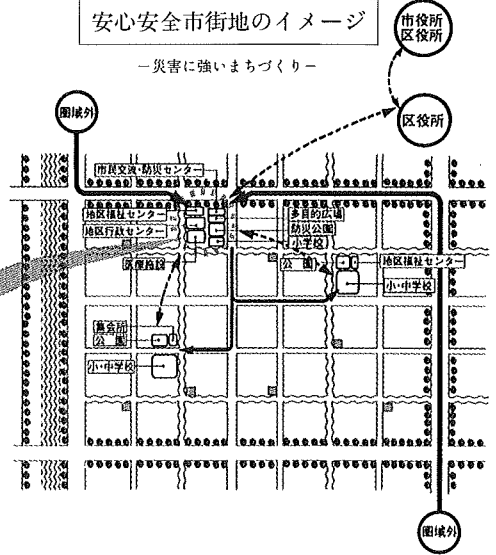 安心安全市街地のイメージ
－災害に強いまちづくり－
市役所
区役所
区役所
圏域外
市民交流・防災センター
地区福祉センター
地区行政センター
医療施設
多目的広場
防災公園
小学校
公園
地区福祉センター
小・中学校
集会所
公園
小・中学校
圏域外